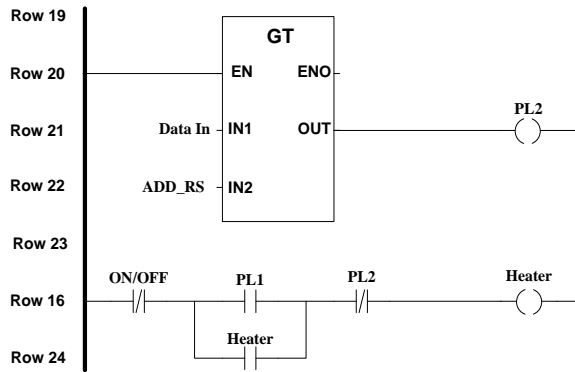 Row 19
GT
Row 20
EN
ENO
PL2
Row 21
Data In
IN1
OUT
Row 22
ADD_RS
IN2
Row 23
ON/OFF
PL1
PL2
Heater
Row 16
Heater
Row 24